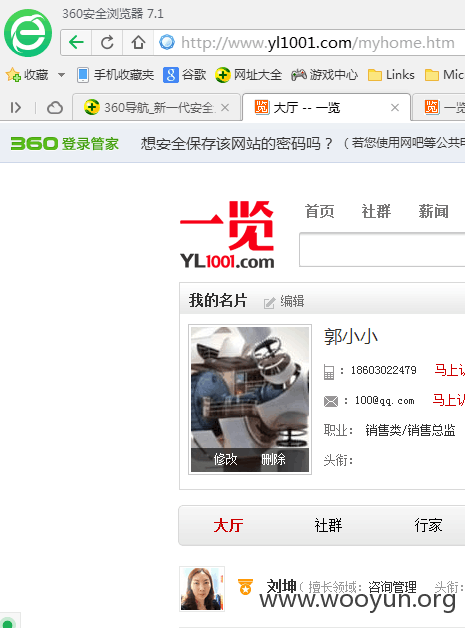 360安全浏览器 7.1
http://www.yl1001.com/myhome.htm
收藏 手机收藏夹 谷歌 网址大全 游戏中心 Links
360导航_新一代安全 大厅 -- 一览 一览
360 登录管家 想安全保存该网站的密码吗？（若您使用网吧等公共
一览
YL1001.com
首页 社群 薪闻
我的名片 编辑
郭小小
：18603022479 马上认
：100@qq.com 马上认
职业： 销售类/销售总监
头衔：
修改 删除
大厅 社群 行家
刘坤（擅长领域：咨询管理 头衔：
www.wooyun.org